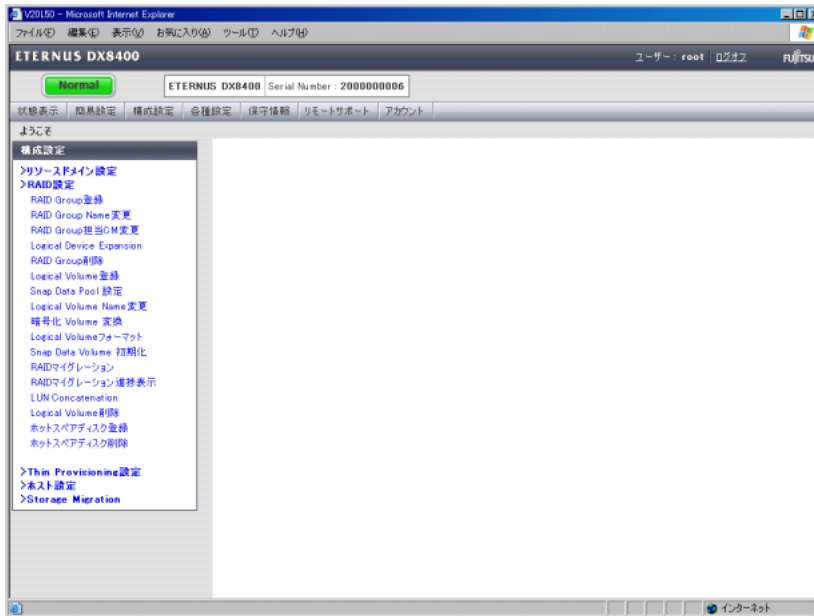 V20L50 - Microsoft Internet Explorer
ファイル(F) 編集(E) 表示(V) お気に入り(A) ツール(T) ヘルプ(H)
ETERNUS DX8400
ユーザー: root ログオフ FUJITSU
Normal
ETERNUS DX8400 Serial Number : 2000000006
状態表示 簡易設定 構成設定 各種設定 保守情報 リモートサポート アカウント
ようこそ
構成設定
>リソースドメイン設定
>RAID設定
RAID Group登録
RAID Group Name変更
RAID Group担当CM変更
Logical Device Expansion
RAID Group削除
Logical Volume登録
Snap Data Pool 設定
Logical Volume Name変更
暗号化 Volume 変換
Logical Volumeフォーマット
Snap Data Volume 初期化
RAIDマイグレーション
RAIDマイグレーション進捗表示
LUN Concatenation
Logical Volume削除
ホットスペアディスク登録
ホットスペアディスク削除
>Thin Provisioning設定
>ホスト設定
>Storage Migration
インターネット